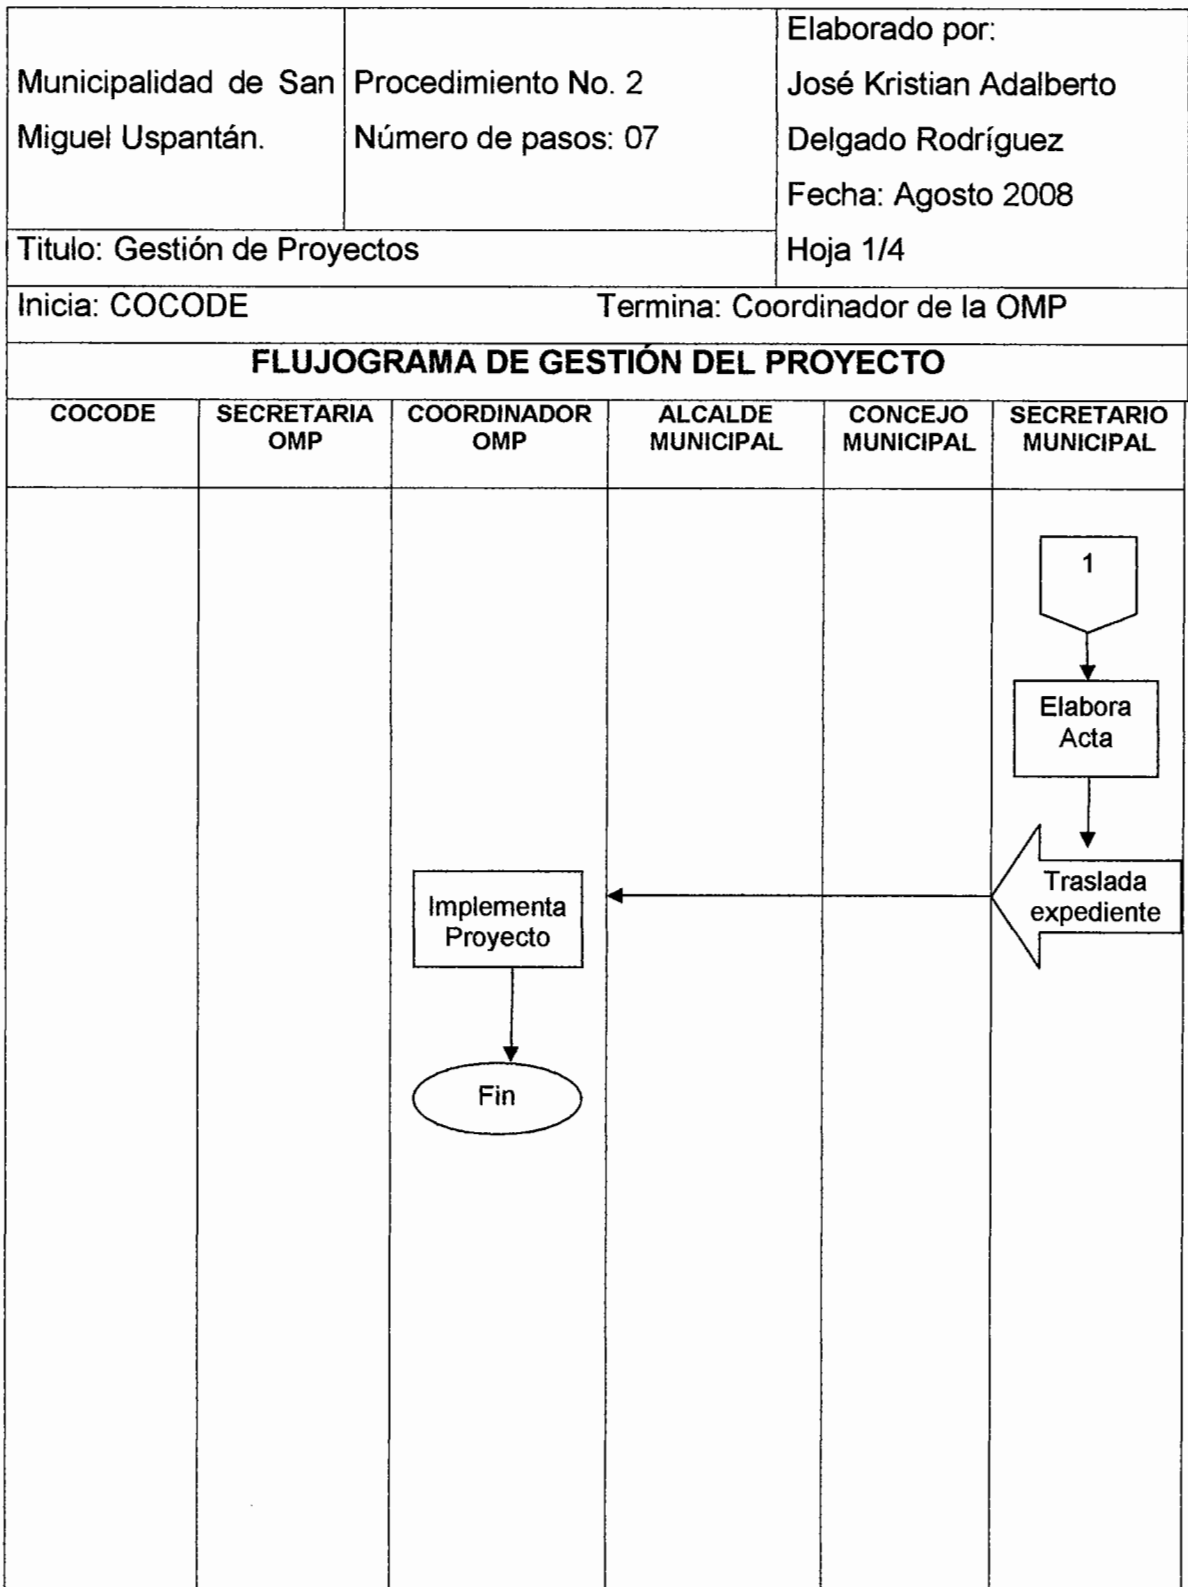 Municipalidad de San
Miguel Uspantán.
Procedimiento No. 2
Número de pasos: 07
Elaborado por:
José Kristian Adalberto
Delgado Rodríguez
Fecha: Agosto 2008
Hoja 1/4
Titulo: Gestión de Proyectos
Inicia: COCODE Termina: Coordinador de la OMP
FLUJOGRAMA DE GESTIÓN DEL PROYECTO
COCODE
SECRETARIA
OMP
COORDINADOR
OMP
ALCALDE
MUNICIPAL
CONCEJO
MUNICIPAL
SECRETARIO
MUNICIPAL
1
Elabora
Acta
Traslada
expediente
Implementa
Proyecto
Fin